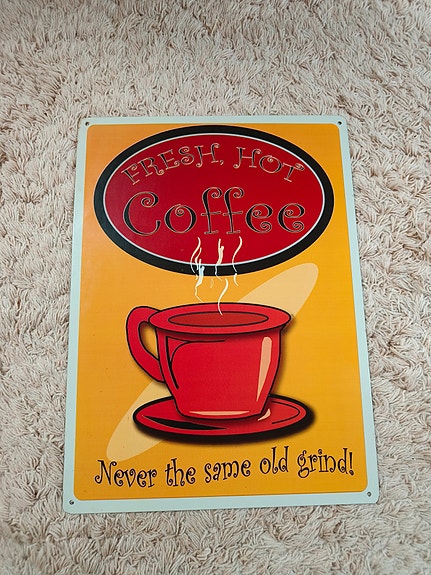 FRESH, HOT
Coffee
Never the same old grind!